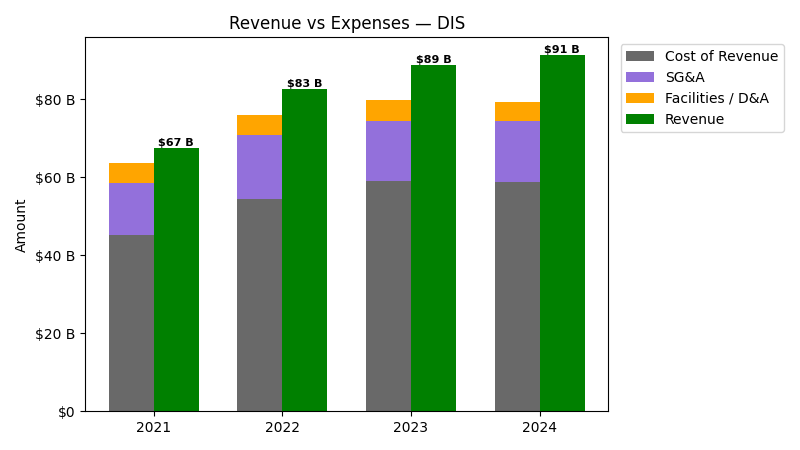 Revenue vs Expenses — DIS
Amount
$80 B
$60 B
$40 B
$20 B
$0
$67 B
$83 B
$89 B
$91 B
2021
2022
2023
2024
Cost of Revenue
SG&A
Facilities / D&A
Revenue